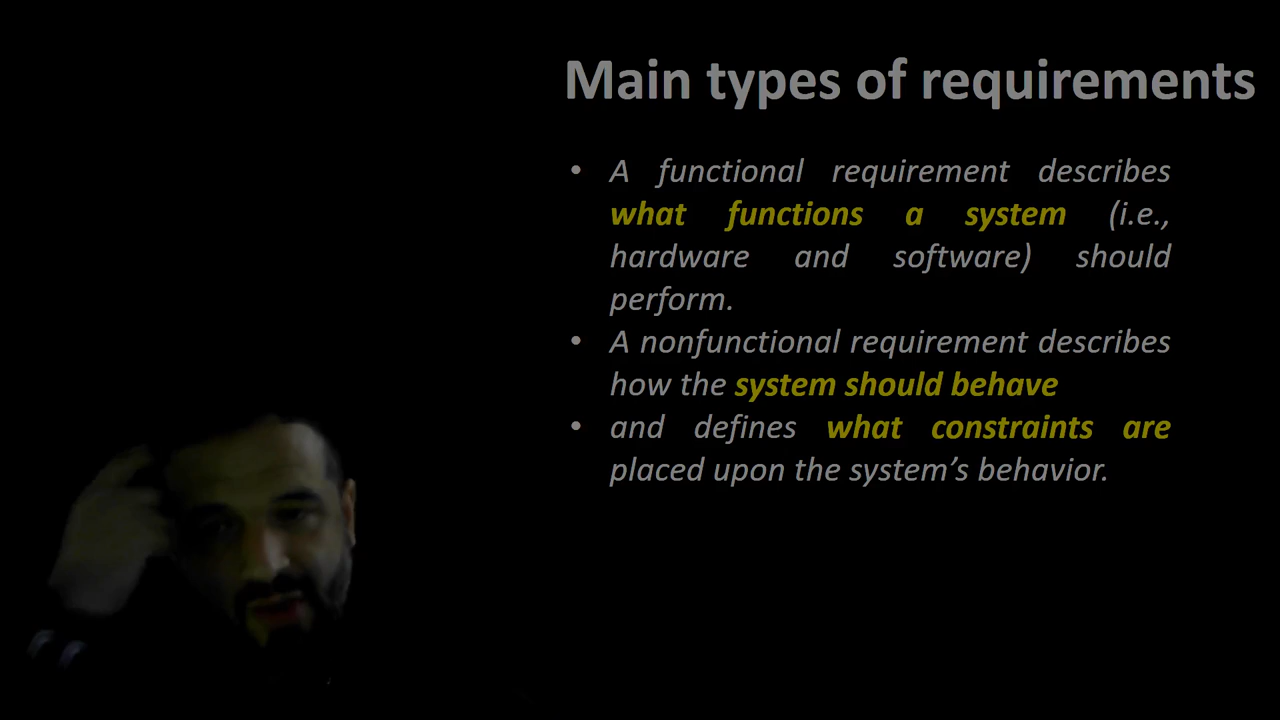 Main types of requirements
• A functional requirement describes
what functions a system (i.e.,
hardware and software) should
perform.
• A nonfunctional requirement describes
how the system should behave
• and defines what constraints are
placed upon the system’s behavior.